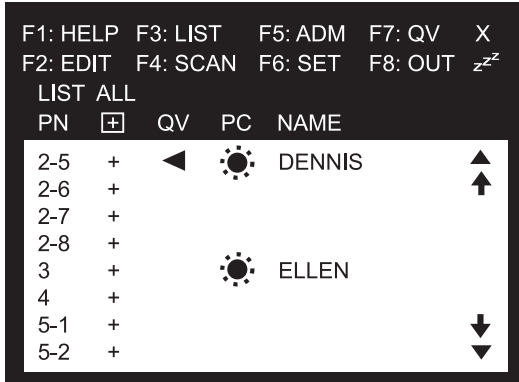 F1: HELP F3: LIST F5: ADM F7: QV X
F2: EDIT F4: SCAN F6: SET F8: OUT zzz
LIST ALL
PN + QV PC NAME
2-5 + DENNIS
2-6 +
2-7 +
2-8 +
3 + ELLEN
4 +
5-1 +
5-2 +